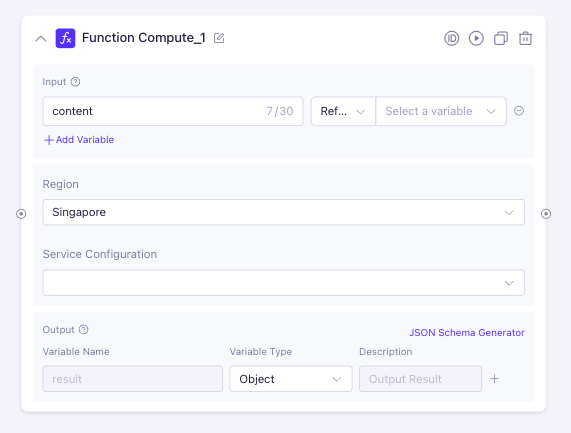 Function Compute_1
Input
content 7/30 Ref... Select a variable
Add Variable
Region
Singapore
Service Configuration
Output
JSON Schema Generator
Variable Name Variable Type Description
result Object Output Result